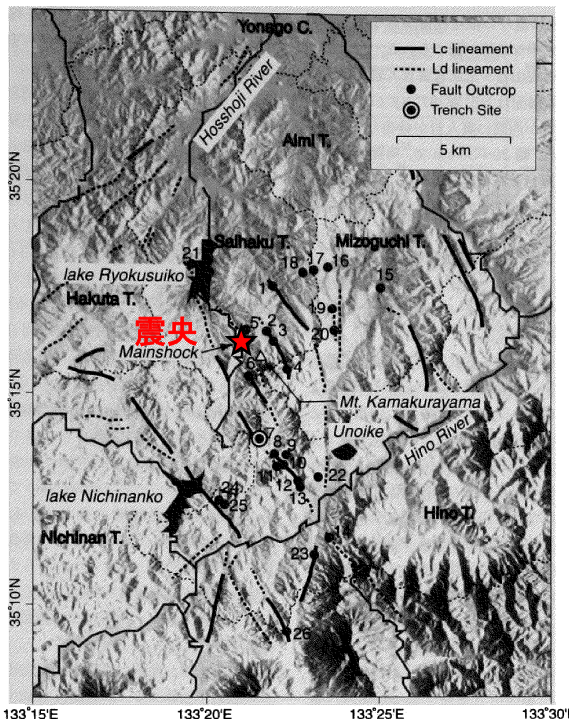 Yonago C.
Hosshoji River
Aimi T.
Lc lineament
Ld lineament
Fault Outcrop
Trench Site
5 km
35°20'N
Saihaku T.
Mizoguchi T.
21
lake Ryokusuiko
Hakuta T.
18
17
16
15
1
19
20
2
5
3
震央
Mainshock
4
6
35°15'N
Mt. Kamakurayama
Unoike
Hino River
7
8
9
10
11
12
13
22
lake Nichinanko
24
25
Nichinan T.
Hino T.
14
23
35°10'N
26
133°15'E
133°20'E
133°25'E
133°30'E